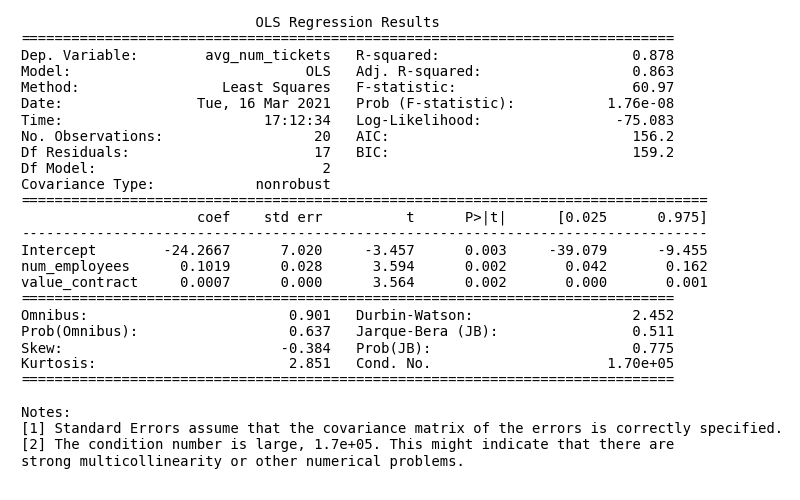 OLS Regression Results
==============================================================================
Dep. Variable:        avg_num_tickets   R-squared:                       0.878
Model:                            OLS   Adj. R-squared:                  0.863
Method:                 Least Squares   F-statistic:                     60.97
Date:                Tue, 16 Mar 2021   Prob (F-statistic):           1.76e-08
Time:                        17:12:34   Log-Likelihood:                -75.083
No. Observations:                  20   AIC:                             156.2
Df Residuals:                      17   BIC:                             159.2
Df Model:                           2
Covariance Type:            nonrobust
==================================================================================
                     coef    std err          t      P>|t|      [0.025      0.975]
----------------------------------------------------------------------------------
Intercept        -24.2667      7.020     -3.457      0.003     -39.079      -9.455
num_employees      0.1019      0.028      3.594      0.002       0.042       0.162
value_contract     0.0007      0.000      3.564      0.002       0.000       0.001
==============================================================================
Omnibus:                        0.901   Durbin-Watson:                   2.452
Prob(Omnibus):                  0.637   Jarque-Bera (JB):                0.511
Skew:                          -0.384   Prob(JB):                        0.775
Kurtosis:                       2.851   Cond. No.                     1.70e+05
==============================================================================

Notes:
[1] Standard Errors assume that the covariance matrix of the errors is correctly specified.
[2] The condition number is large, 1.7e+05. This might indicate that there are
strong multicollinearity or other numerical problems.